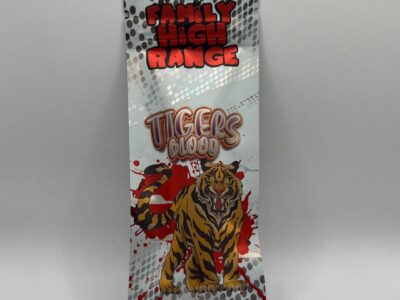 FAMILY
HIGH
RANGE
TIGERS
BLOOD